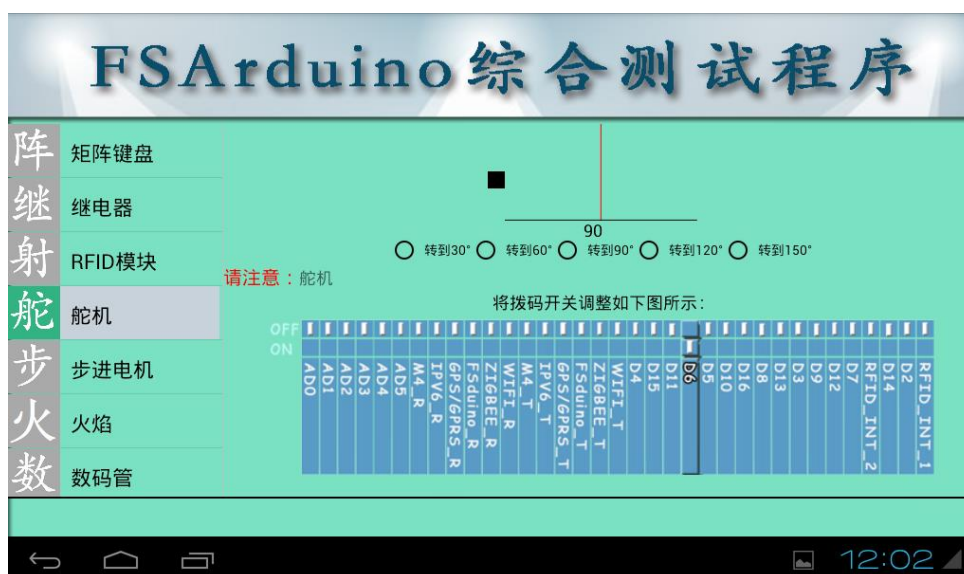 FSArduino综合测试程序
阵 矩阵键盘
继 继电器
射 RFID模块
舵 舵机
步 步进电机
火 火焰
数 数码管
90
转到30° 转到60° 转到90° 转到120° 转到150°
请注意：舵机
将拨码开关调整如下图所示：
OFF
ON
AD0
AD1
AD2
AD3
AD4
AD5
M4_R
IPV6_R
GPS/GPRS_R
FSduino_R
ZIGBEE_R
WIFI_R
M4_T
IPV6_T
GPS/GPRS_T
FSduino_T
ZIGBEE_T
WIFI_T
D4
D15
D11
D6
D5
D10
D16
D8
D13
D3
D9
D12
D7
RFID_INT_2
D14
D2
RFID_INT_1
12:02